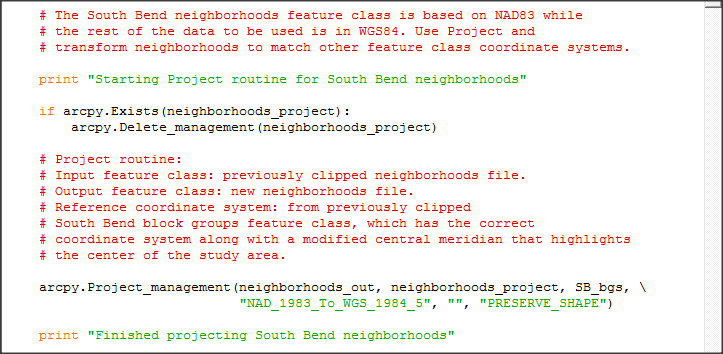 # The South Bend neighborhoods feature class is based on NAD83 while
# the rest of the data to be used is in WGS84. Use Project and
# transform neighborhoods to match other feature class coordinate systems.
print "Starting Project routine for South Bend neighborhoods"
if arcpy.Exists(neighborhoods_project):
    arcpy.Delete_management(neighborhoods_project)
# Project routine:
# Input feature class: previously clipped neighborhoods file.
# Output feature class: new neighborhoods file.
# Reference coordinate system: from previously clipped
# South Bend block groups feature class, which has the correct
# coordinate system along with a modified central meridian that highlights
# the center of the study area.
arcpy.Project_management(neighborhoods_out, neighborhoods_project, SB_bgs, \
                         "NAD_1983_To_WGS_1984_5", "", "PRESERVE_SHAPE")
print "Finished projecting South Bend neighborhoods"